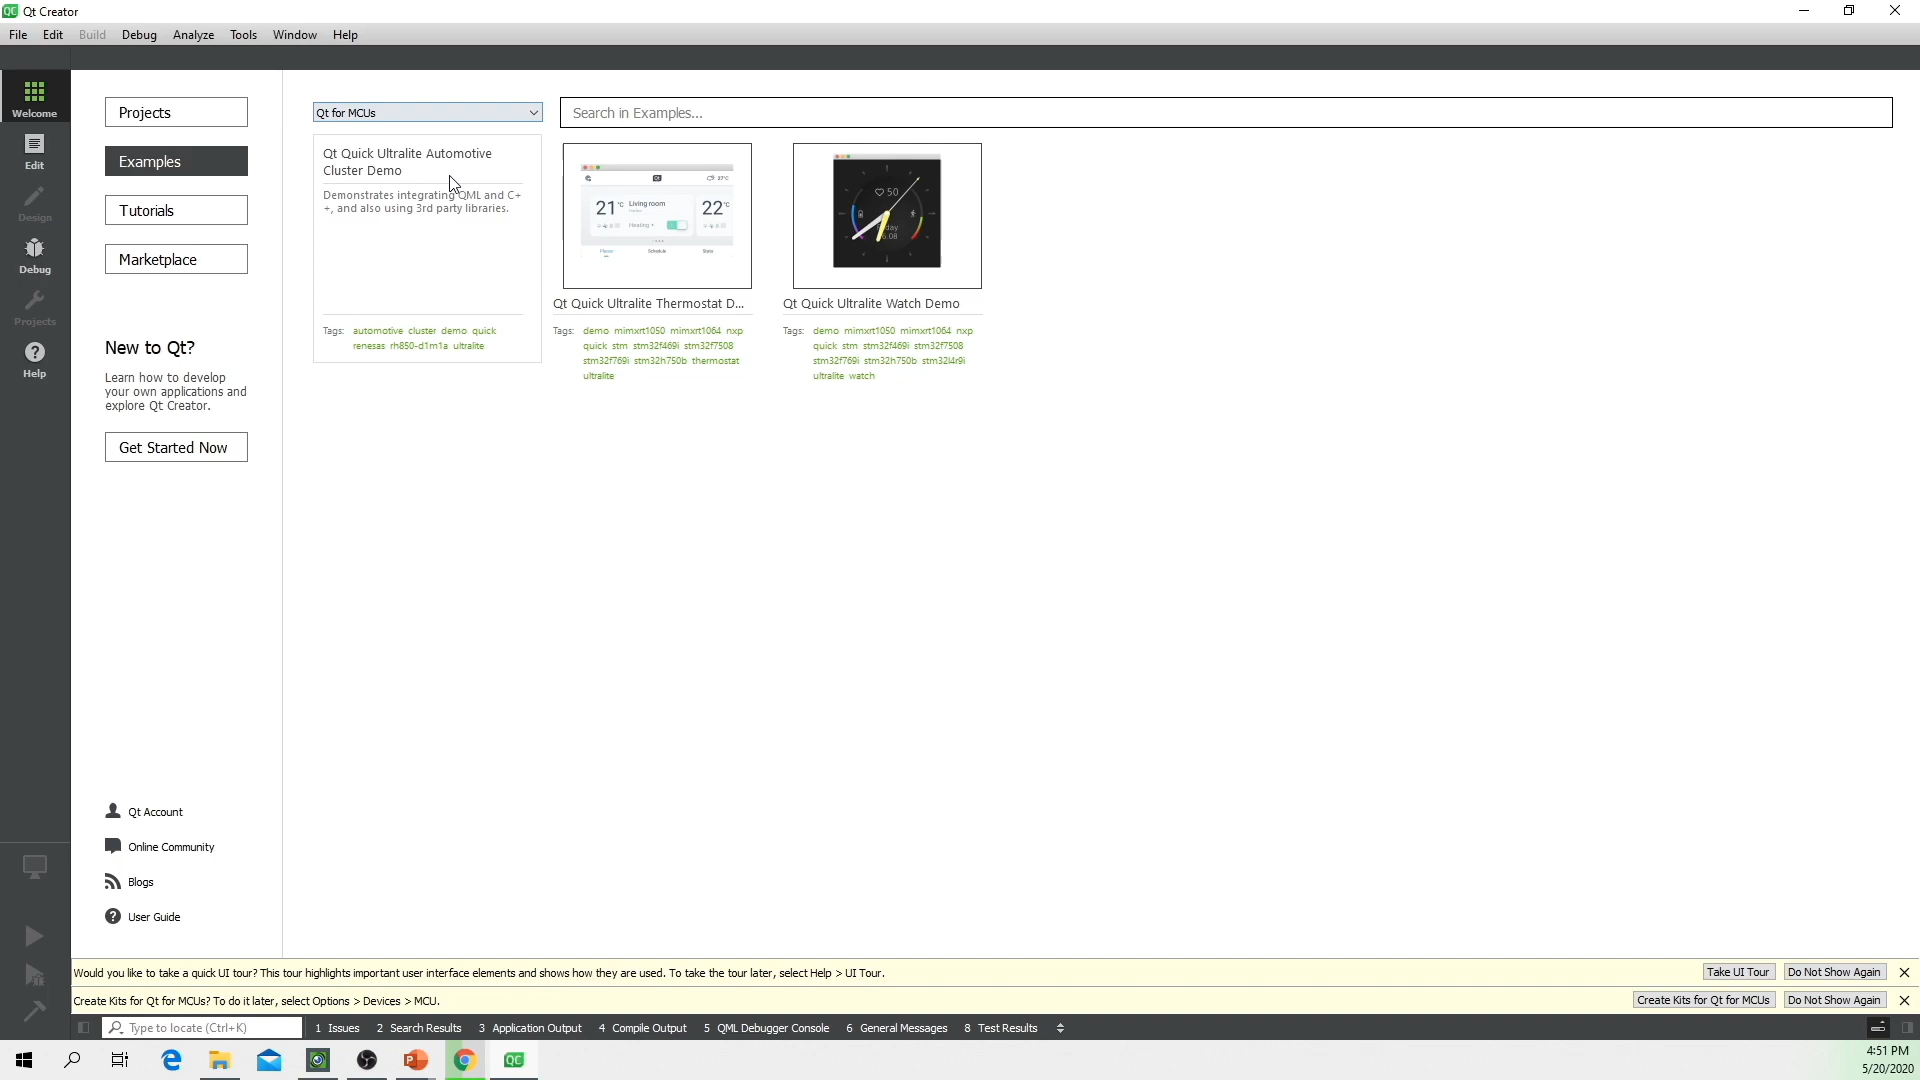 Qt Creator
File Edit Build Debug Analyze Tools Window Help
Welcome
Edit
Design
Debug
Projects
Help
Projects
Examples
Tutorials
Marketplace
New to Qt?
Learn how to develop
your own applications and
explore Qt Creator.
Get Started Now
Qt Account
Online Community
Blogs
User Guide
Qt for MCUs
Search in Examples...
Qt Quick Ultralite Automotive
Cluster Demo
Demonstrates integrating QML and C+
+, and also using 3rd party libraries.
Tags: automotive cluster demo quick
renesas rh850-d1m1a ultralite
27°C
21°C Living room 22°C
Heating
Schedule Stats
Qt Quick Ultralite Thermostat D...
Tags: demo mimxrt1050 mimxrt1064 nxp
quick stm stm32f469i stm32f7508
stm32f769i stm32h750b thermostat
ultralite
50
Qt Quick Ultralite Watch Demo
Tags: demo mimxrt1050 mimxrt1064 nxp
quick stm stm32f469i stm32f7508
stm32f769i stm32h750b stm32l4r9i
ultralite watch
Would you like to take a quick UI tour? This tour highlights important user interface elements and shows how they are used. To take the tour later, select Help > UI Tour. Take UI Tour Do Not Show Again
Create Kits for Qt for MCUs? To do it later, select Options > Devices > MCU. Create Kits for Qt for MCUs Do Not Show Again
Type to locate (Ctrl+K) 1 Issues 2 Search Results 3 Application Output 4 Compile Output 5 QML Debugger Console 6 General Messages 8 Test Results
4:51 PM
5/20/2020